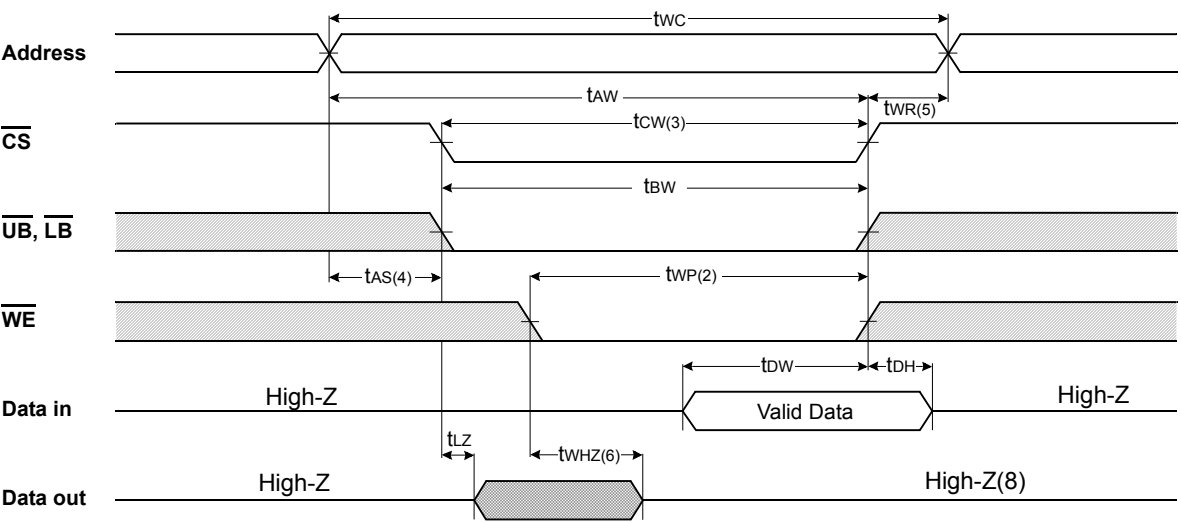 tWC
Address
tAW
tWR(5)
tCW(3)
CS
tBW
UB, LB
tAS(4)
tWP(2)
WE
tDW
tDH
Data in
High-Z
Valid Data
High-Z
tLZ
tWHZ(6)
Data out
High-Z
High-Z(8)